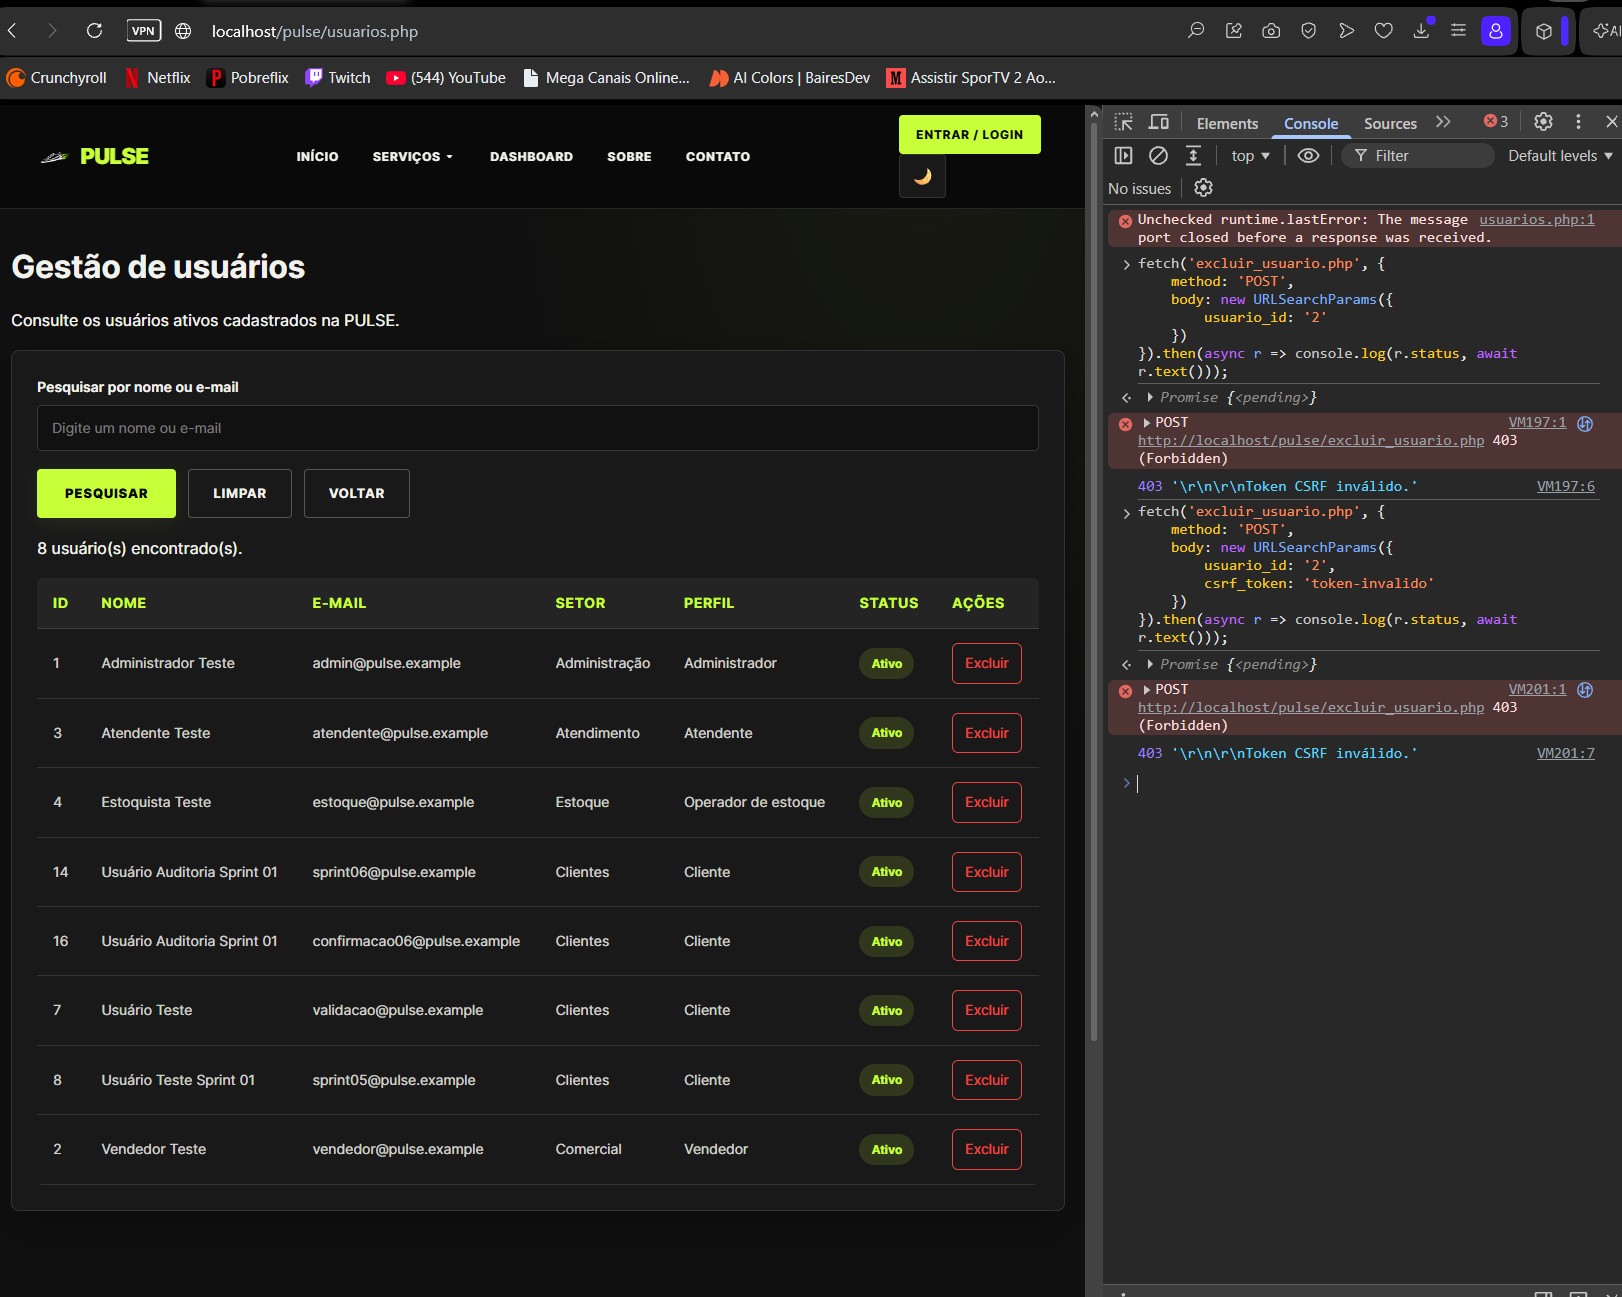 VPN localhost/pulse/usuarios.php AI
Crunchyroll Netflix Pobreflix Twitch (544) YouTube Mega Canais Online... AI Colors | BairesDev Assistir SporTV 2 Ao...
PULSE INÍCIO SERVIÇOS DASHBOARD SOBRE CONTATO ENTRAR / LOGIN
Gestão de usuários
Consulte os usuários ativos cadastrados na PULSE.
Pesquisar por nome ou e-mail
Digite um nome ou e-mail
PESQUISAR LIMPAR VOLTAR
8 usuário(s) encontrado(s).
ID NOME E-MAIL SETOR PERFIL STATUS AÇÕES
1 Administrador Teste admin@pulse.example Administração Administrador Ativo Excluir
3 Atendente Teste atendente@pulse.example Atendimento Atendente Ativo Excluir
4 Estoquista Teste estoque@pulse.example Estoque Operador de estoque Ativo Excluir
14 Usuário Auditoria Sprint 01 sprint06@pulse.example Clientes Cliente Ativo Excluir
16 Usuário Auditoria Sprint 01 confirmacao06@pulse.example Clientes Cliente Ativo Excluir
7 Usuário Teste validacao@pulse.example Clientes Cliente Ativo Excluir
8 Usuário Teste Sprint 01 sprint05@pulse.example Clientes Cliente Ativo Excluir
2 Vendedor Teste vendedor@pulse.example Comercial Vendedor Ativo Excluir
Elements Console Sources 3
top Filter Default levels
No issues
Unchecked runtime.lastError: The message usuarios.php:1
port closed before a response was received.
fetch('excluir_usuario.php', {
method: 'POST',
body: new URLSearchParams({
usuario_id: '2'
})
}).then(async r => console.log(r.status, await
r.text()));
Promise {<pending>}
POST VM197:1
http://localhost/pulse/excluir_usuario.php 403
(Forbidden)
403 '\r\n\r\nToken CSRF inválido.' VM197:6
fetch('excluir_usuario.php', {
method: 'POST',
body: new URLSearchParams({
usuario_id: '2',
csrf_token: 'token-invalido'
})
}).then(async r => console.log(r.status, await
r.text()));
Promise {<pending>}
POST VM201:1
http://localhost/pulse/excluir_usuario.php 403
(Forbidden)
403 '\r\n\r\nToken CSRF inválido.' VM201:7